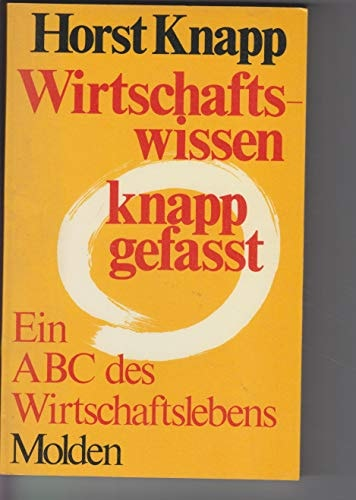 Horst Knapp
Wirtschafts-
wissen
knapp
gefasst
Ein
ABC des
Wirtschaftslebens
Molden